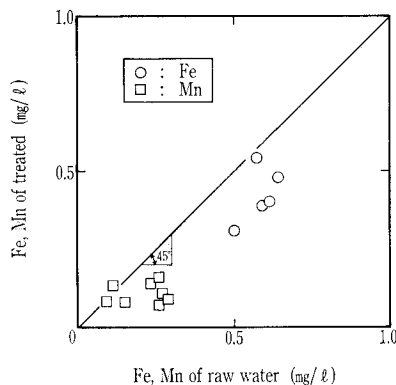 1.0
○ : Fe
□ : Mn
Fe, Mn of treated (mg/ℓ)
0.5
45°
0
0.5
1.0
Fe, Mn of raw water (mg/ℓ)